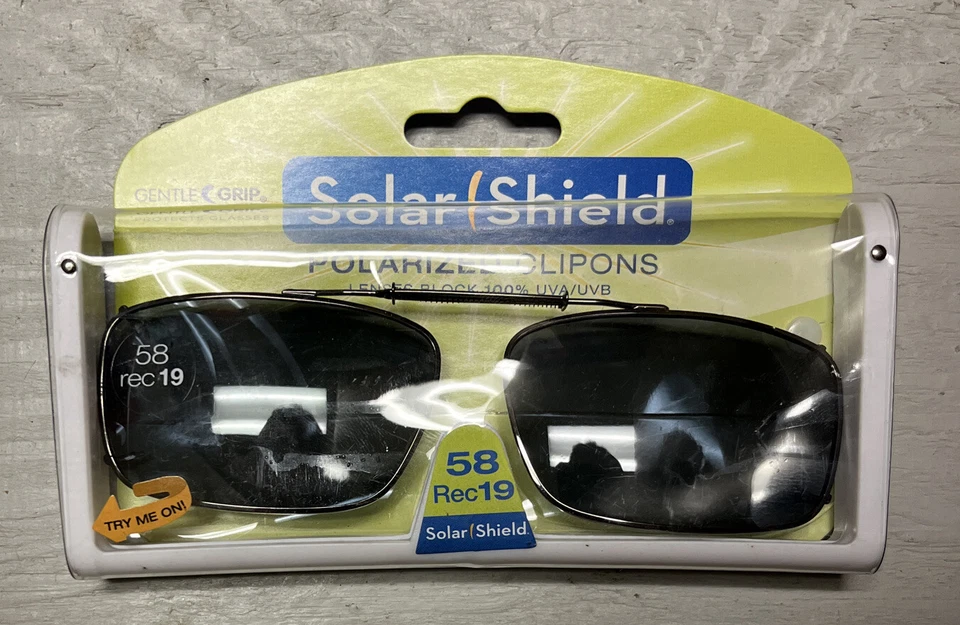 GENTLE GRIP®
Solar Shield®
POLARIZED CLIPONS
LENSES BLOCK 100% UVA/UVB
58
rec 19
58
Rec19
Solar Shield
TRY ME ON!